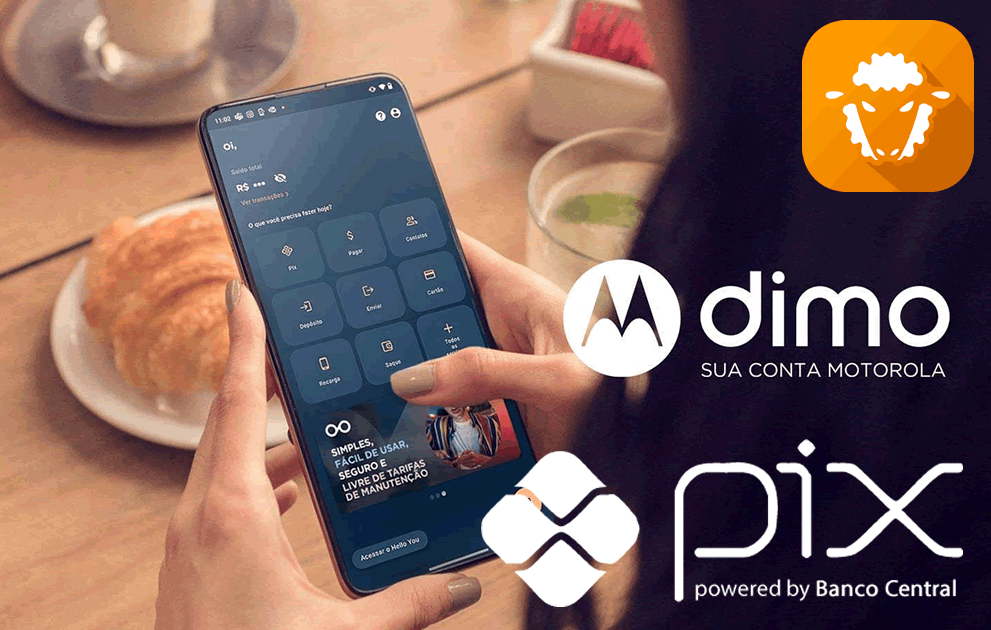 11:02
Oi,
Saldo total
R$ •••
Ver transações >
O que você precisa fazer hoje?
Pix
Pagar
Contatos
Depósito
Enviar
Cartão
Recarga
Saque
Todos
os
SIMPLES,
FÁCIL DE USAR,
SEGURO E
LIVRE DE TARIFAS
DE MANUTENÇÃO
Acessar o Hello You
dimo
SUA CONTA MOTOROLA
pix
powered by Banco Central